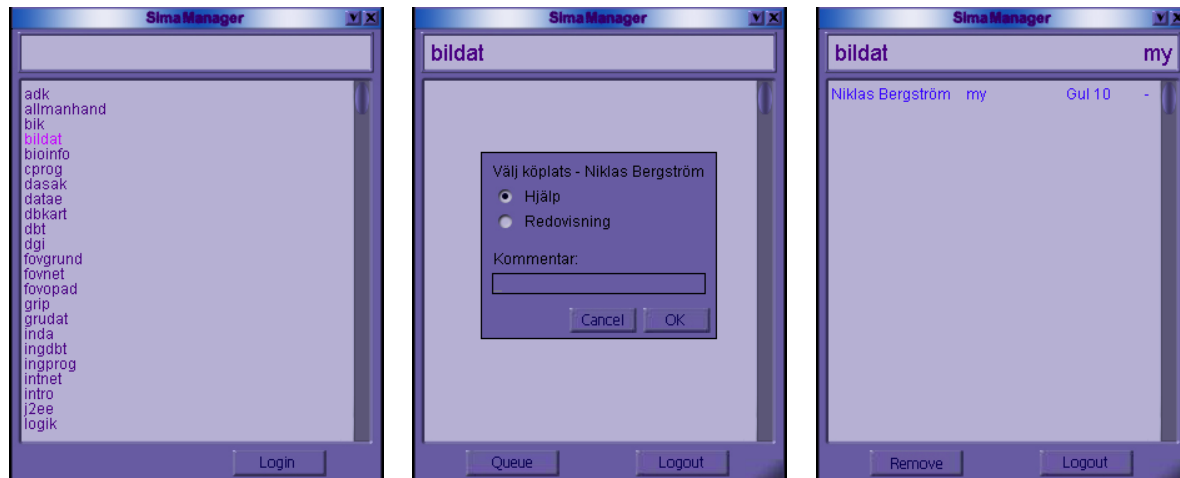 SimaManager
adk
allmanhand
bik
bildat
bioinfo
cprog
dasak
datae
dbkart
dbt
dgi
fovgrund
fovnet
fovopad
grip
grudat
inda
ingdbt
ingprog
intnet
intro
j2ee
logik
Login
SimaManager
bildat
Välj köplats - Niklas Bergström
Hjälp
Redovisning
Kommentar:
Cancel OK
Queue Logout
SimaManager
bildat my
Niklas Bergström my Gul 10 -
Remove Logout